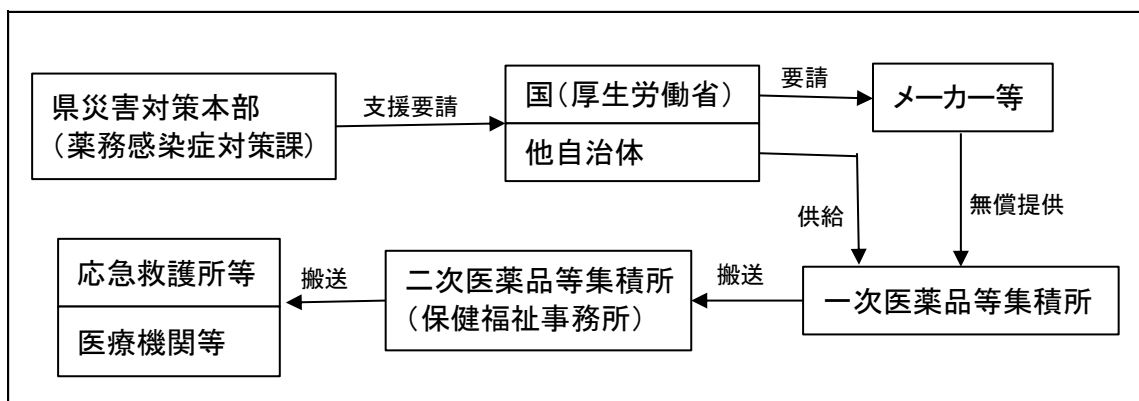 県災害対策本部
（薬務感染症対策課）
支援要請
国（厚生労働省）
他自治体
要請
メーカー等
供給
無償提供
一次医薬品等集積所
搬送
二次医薬品等集積所
（保健福祉事務所）
搬送
応急救護所等
医療機関等